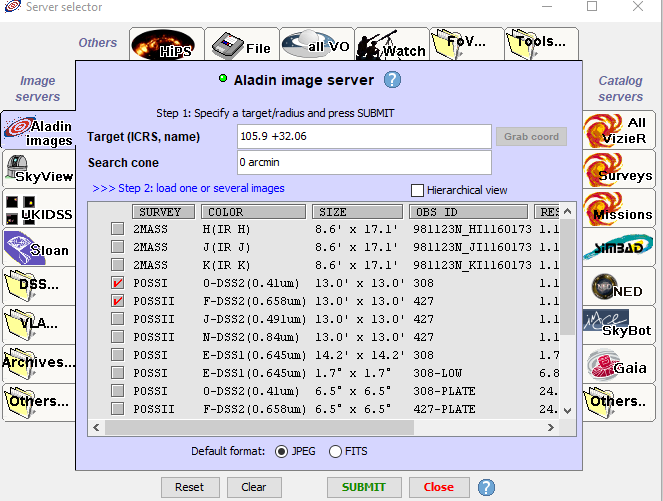 Server selector
Others
HiPS
File
all VO
Watch
FoV...
Tools...
Image servers
Aladin images
SkyView
UKIDSS
Sloan
DSS...
VLA...
Archives...
Others...
Aladin image server ?
Step 1: Specify a target/radius and press SUBMIT
Target (ICRS, name) 105.9 +32.06 Grab coord
Search cone 0 arcmin
>>> Step 2: load one or several images Hierarchical view
SURVEY COLOR SIZE OBS ID RES
2MASS H(IR H) 8.6' x 17.1' 981123N_HI1160173 1.1
2MASS J(IR J) 8.6' x 17.1' 981123N_JI1160173 1.1
2MASS K(IR K) 8.6' x 17.1' 981123N_KI1160173 1.1
POSSI O-DSS2(0.41um) 13.0' x 13.0' 308 1.
POSSII F-DSS2(0.658um) 13.0' x 13.0' 427 1.
POSSII J-DSS2(0.491um) 13.0' x 13.0' 427 1.
POSSII N-DSS2(0.84um) 13.0' x 13.0' 427 1.
POSSI E-DSS1(0.645um) 14.2' x 14.2' 308 1.7
POSSI E-DSS1(0.645um) 1.7° x 1.7° 308-LOW 6.8
POSSI O-DSS2(0.41um) 6.5° x 6.5° 308-PLATE 24.
POSSII F-DSS2(0.658um) 6.5° x 6.5° 427-PLATE 24.
Default format: JPEG FITS
Reset Clear SUBMIT Close ?
Catalog servers
All VizieR
Surveys
Missions
SIMBAD
NED
SkyBot
Gaia
Others..